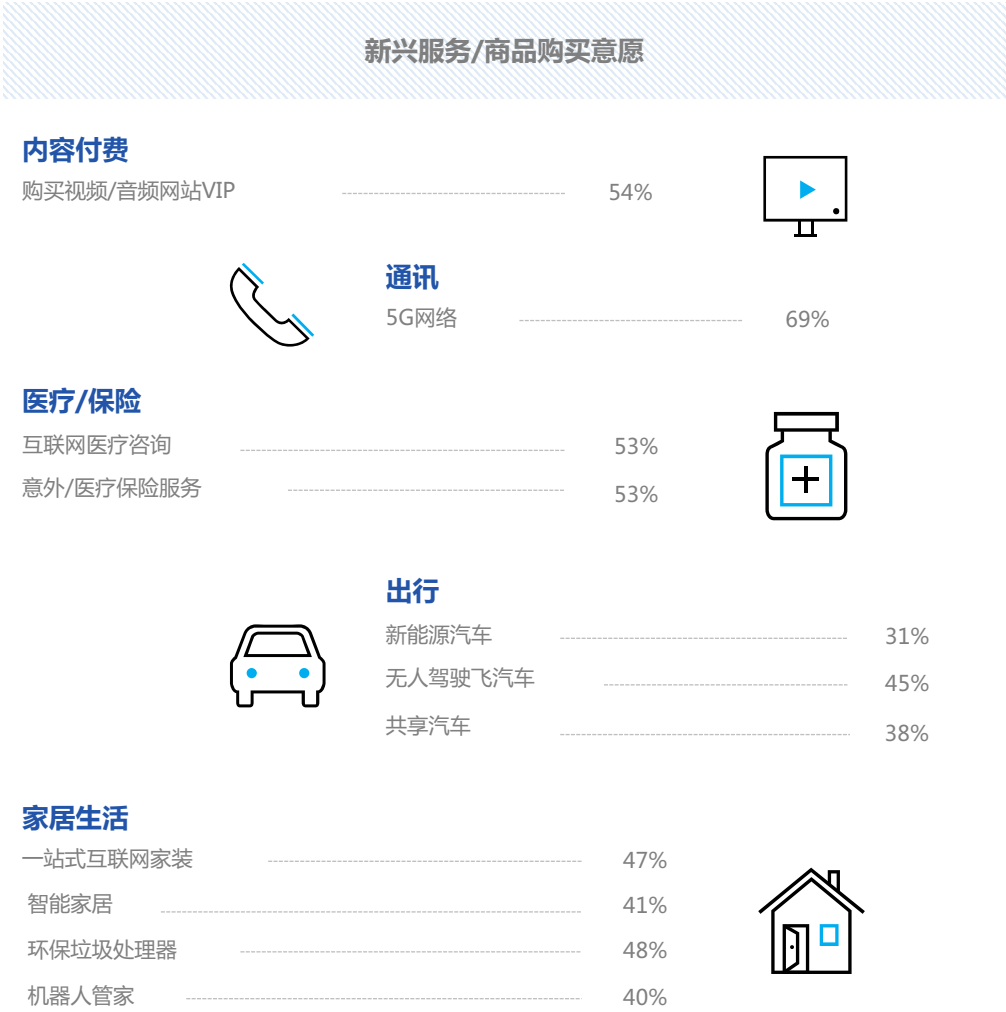 新兴服务/商品购买意愿
内容付费
购买视频/音频网站VIP 54%
通讯
5G网络 69%
医疗/保险
互联网医疗咨询 53%
意外/医疗保险服务 53%
出行
新能源汽车 31%
无人驾驶飞汽车 45%
共享汽车 38%
家居生活
一站式互联网家装 47%
智能家居 41%
环保垃圾处理器 48%
机器人管家 40%